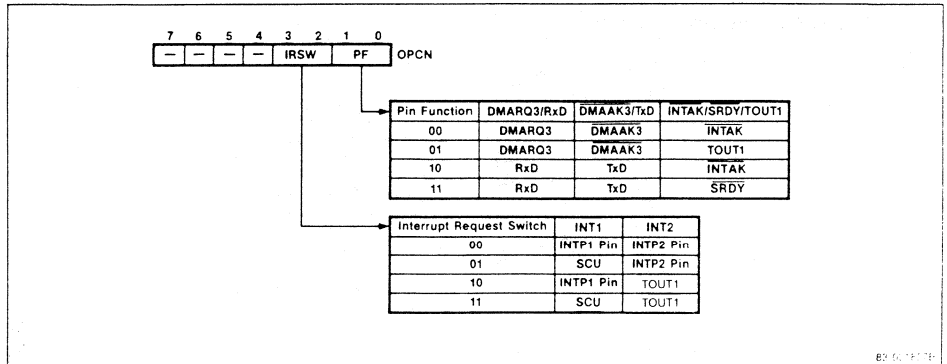 7 6 5 4 3 2 1 0
— — — — IRSW PF OPCN
Pin Function DMARQ3/RxD DMAAK3/TxD INTAK/SRDY/TOUT1
00 DMARQ3 DMAAK3 INTAK
01 DMARQ3 DMAAK3 TOUT1
10 RxD TxD INTAK
11 RxD TxD SRDY
Interrupt Request Switch INT1 INT2
00 INTP1 Pin INTP2 Pin
01 SCU INTP2 Pin
10 INTP1 Pin TOUT1
11 SCU TOUT1